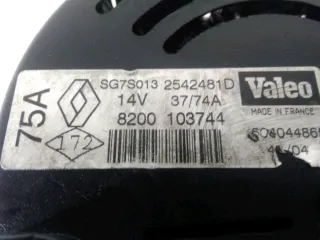 SG7S013 2542481D
Valeo
75A
14V 37/74A
MADE IN FRANCE
172
8200 103744